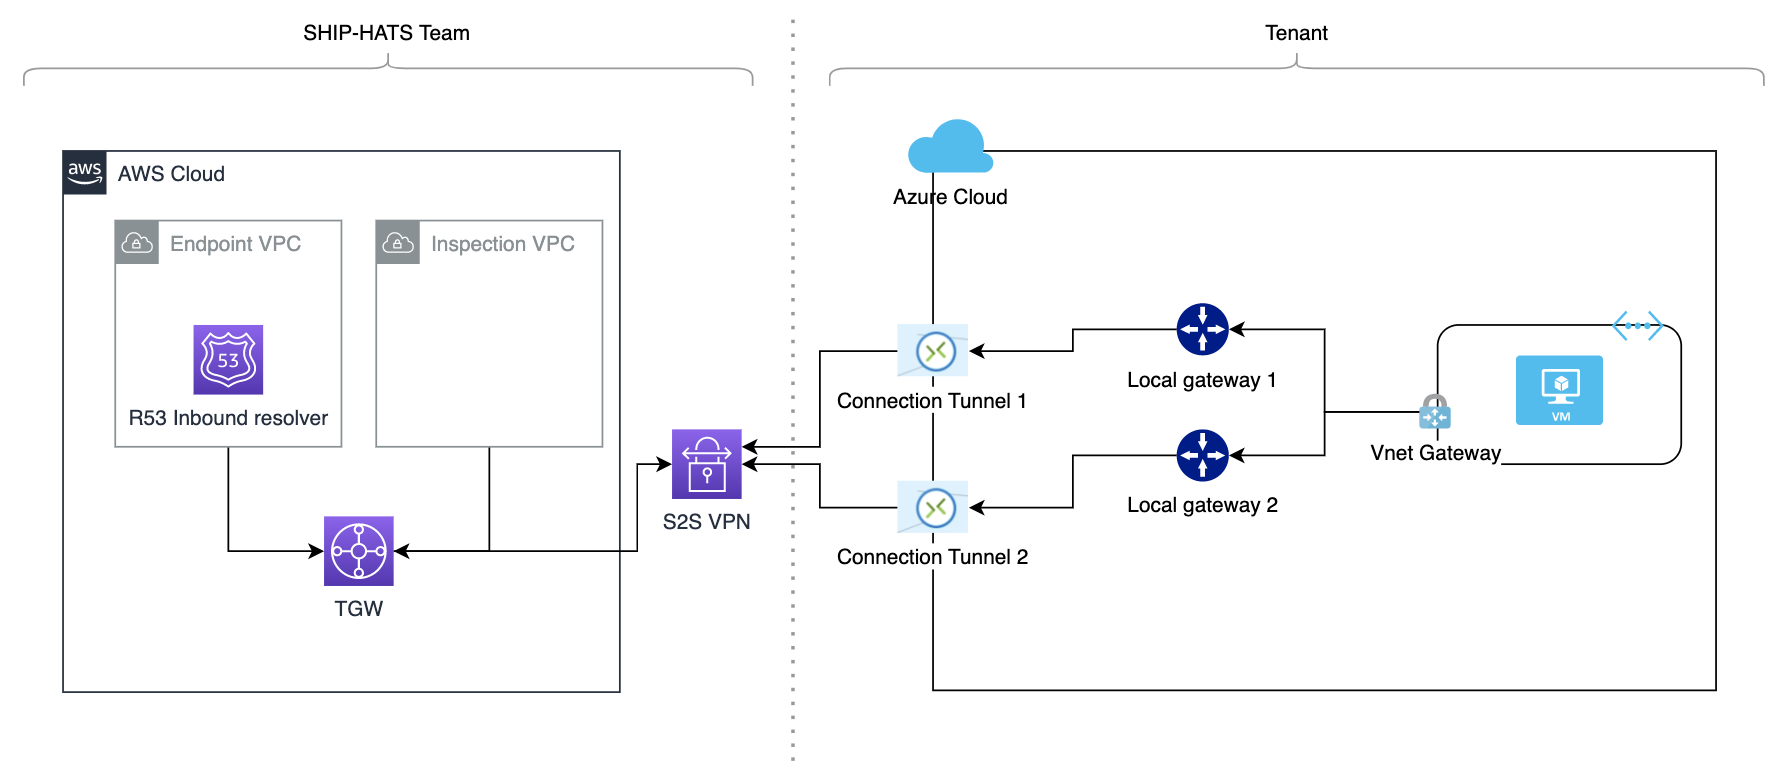 SHIP-HATS Team
Tenant
aws
AWS Cloud
Azure Cloud
Endpoint VPC
Inspection VPC
53
R53 Inbound resolver
Local gateway 1
Connection Tunnel 1
VM
Vnet Gateway
Local gateway 2
S2S VPN
Connection Tunnel 2
TGW